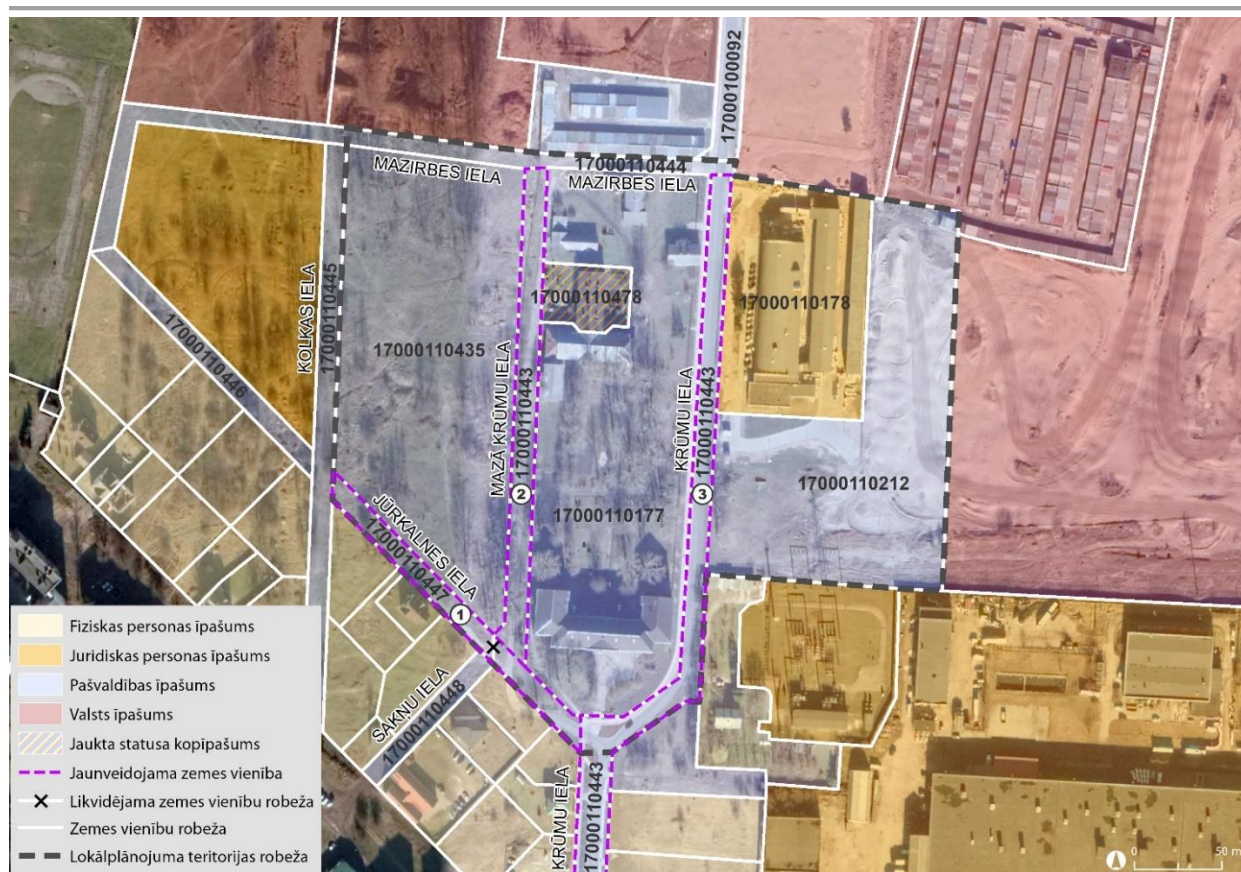 17000100092
MAZIRBES IELA
17000110444
MAZIRBES IELA
KOLKAS IELA
17000110445
17000110446
17000110435
17000110478
17000110178
MAZĀ KRŪMU IELA
17000110443
KRŪMU IELA
17000110443
17000110212
17000110177
2
3
JŪRKALNES IELA
17000110447
1
SAKŅU IELA
17000110448
KRŪMU IELA
17000110443
Fiziskas personas īpašums
Juridiskas personas īpašums
Pašvaldības īpašums
Valsts īpašums
Jaukta statusa kopīpašums
Jaunveidojama zemes vienība
Likvidējama zemes vienību robeža
Zemes vienību robeža
Lokālplānojuma teritorijas robeža
0 50 m